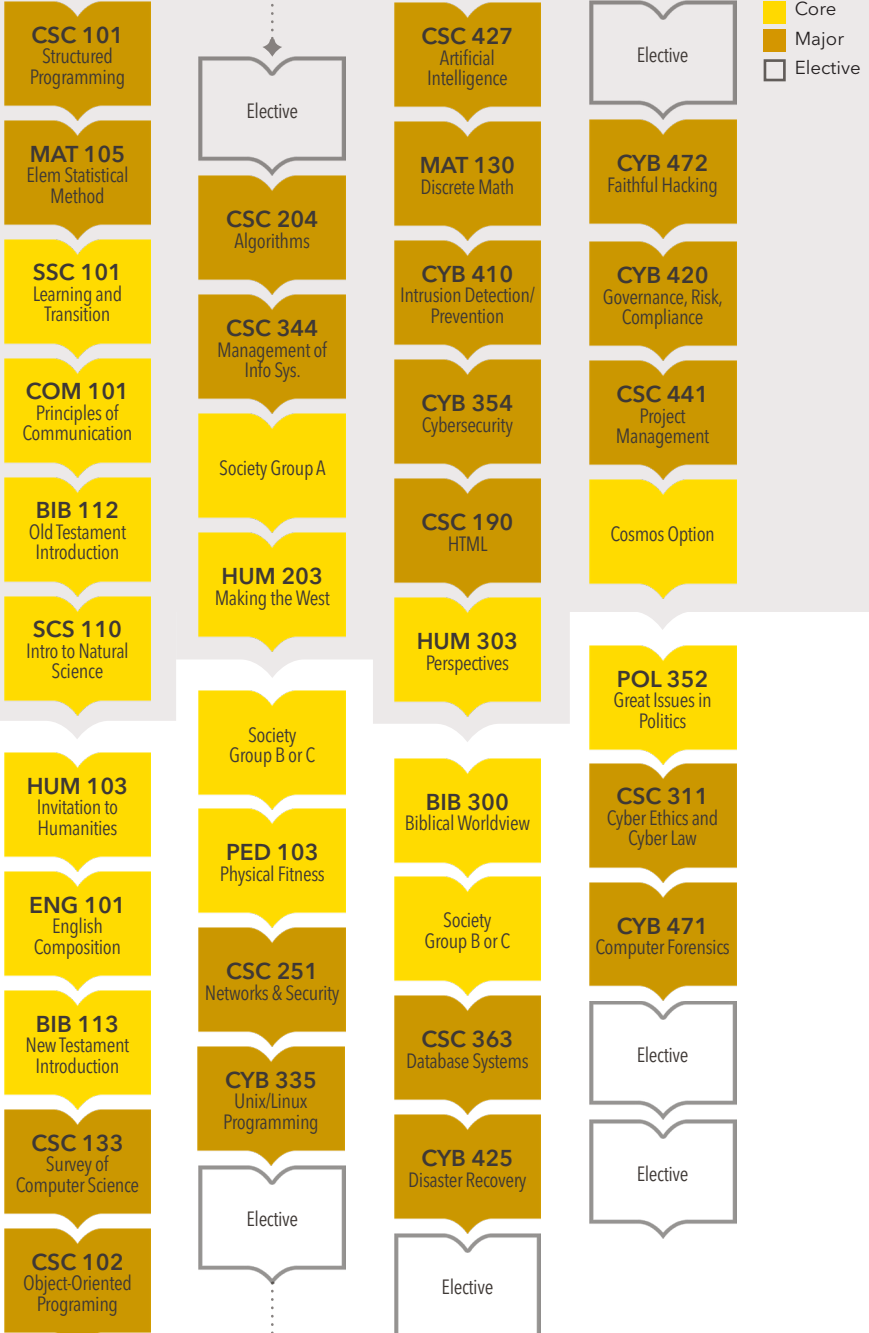 CSC 101
Structured
Programming
MAT 105
Elem Statistical
Method
SSC 101
Learning and
Transition
COM 101
Principles of
Communication
BIB 112
Old Testament
Introduction
SCS 110
Intro to Natural
Science
HUM 103
Invitation to
Humanities
ENG 101
English
Composition
BIB 113
New Testament
Introduction
CSC 133
Survey of
Computer Science
CSC 102
Object-Oriented
Programing
Elective
CSC 204
Algorithms
CSC 344
Management of
Info Sys.
Society Group A
HUM 203
Making the West
Society
Group B or C
PED 103
Physical Fitness
CSC 251
Networks & Security
CYB 335
Unix/Linux
Programming
Elective
CSC 427
Artificial
Intelligence
MAT 130
Discrete Math
CYB 410
Intrusion Detection/
Prevention
CYB 354
Cybersecurity
CSC 190
HTML
HUM 303
Perspectives
BIB 300
Biblical Worldview
Society
Group B or C
CSC 363
Database Systems
CYB 425
Disaster Recovery
Elective
Elective
CYB 472
Faithful Hacking
CYB 420
Governance, Risk,
Compliance
CSC 441
Project
Management
Cosmos Option
POL 352
Great Issues in
Politics
CSC 311
Cyber Ethics and
Cyber Law
CYB 471
Computer Forensics
Elective
Elective
Core
Major
Elective